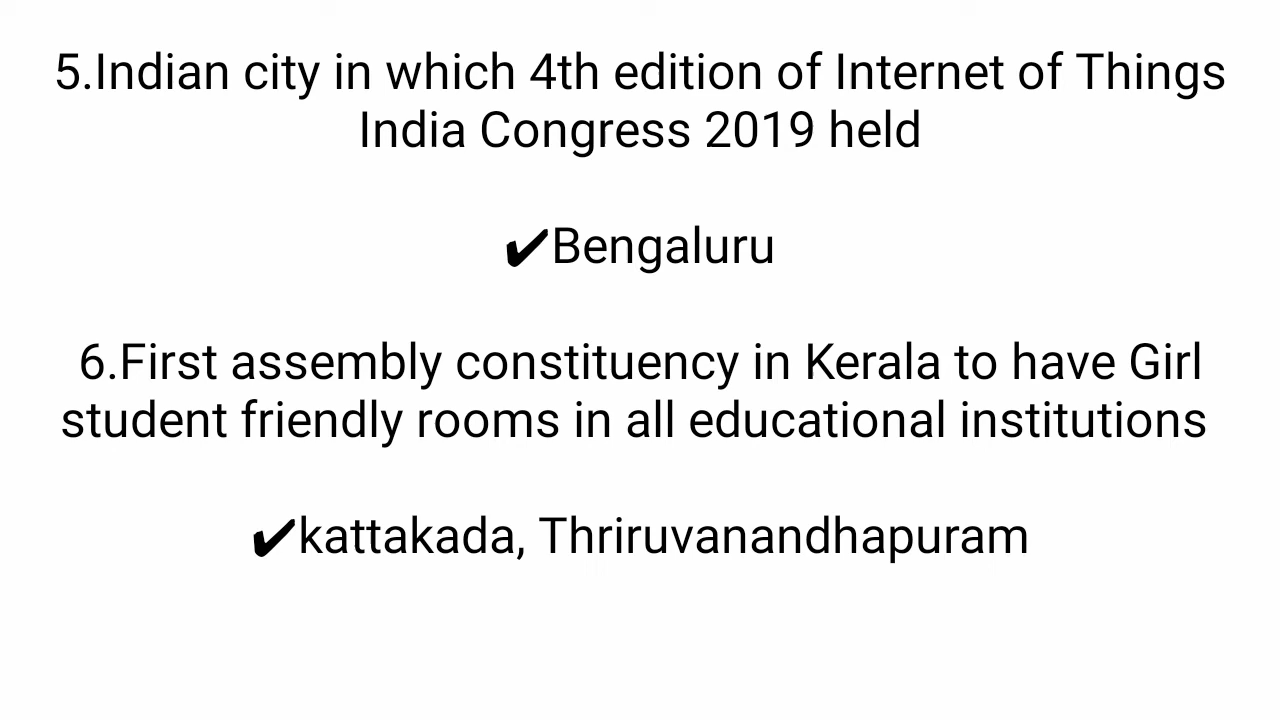 5.Indian city in which 4th edition of Internet of Things
India Congress 2019 held
✔Bengaluru
6.First assembly constituency in Kerala to have Girl
student friendly rooms in all educational institutions
✔kattakada, Thriruvanandhapuram